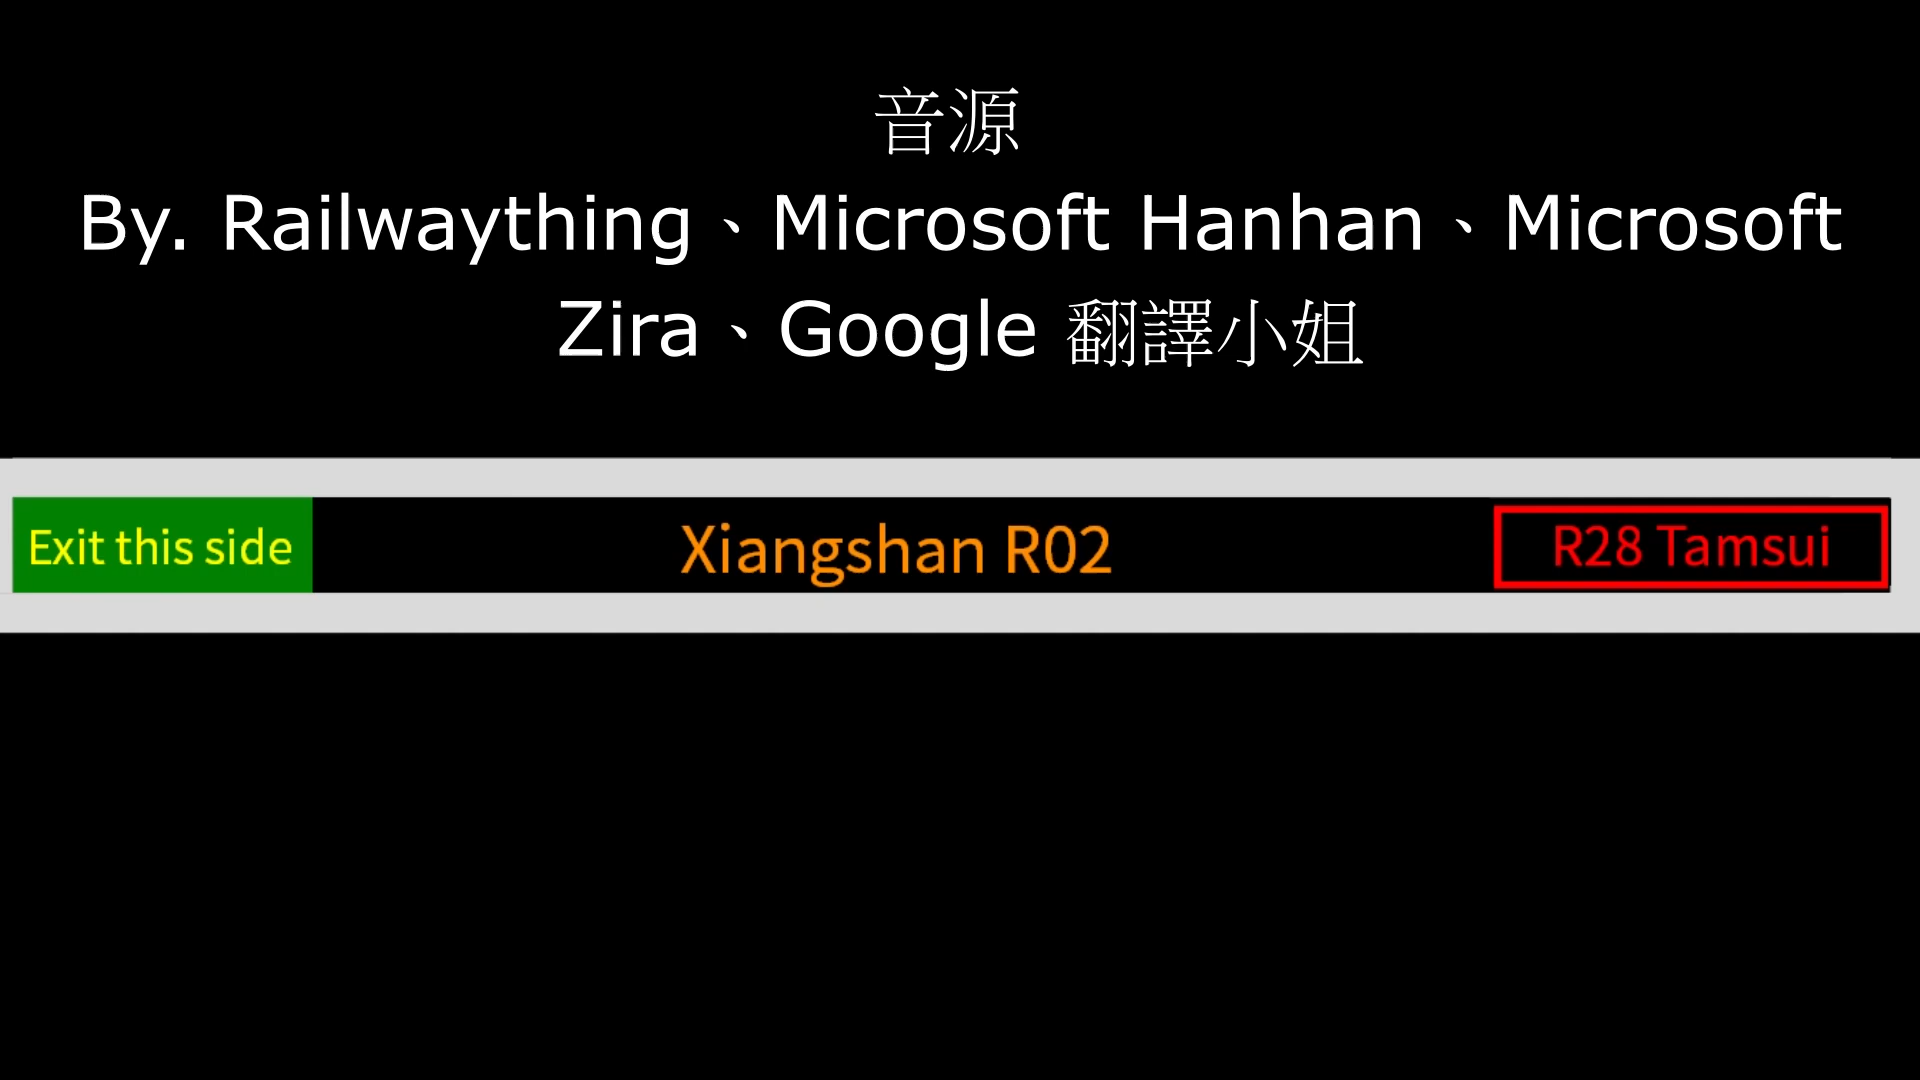 音源
By. Railwaything、Microsoft Hanhan、Microsoft
Zira、Google 翻譯小姐
Exit this side
Xiangshan R02
R28 Tamsui